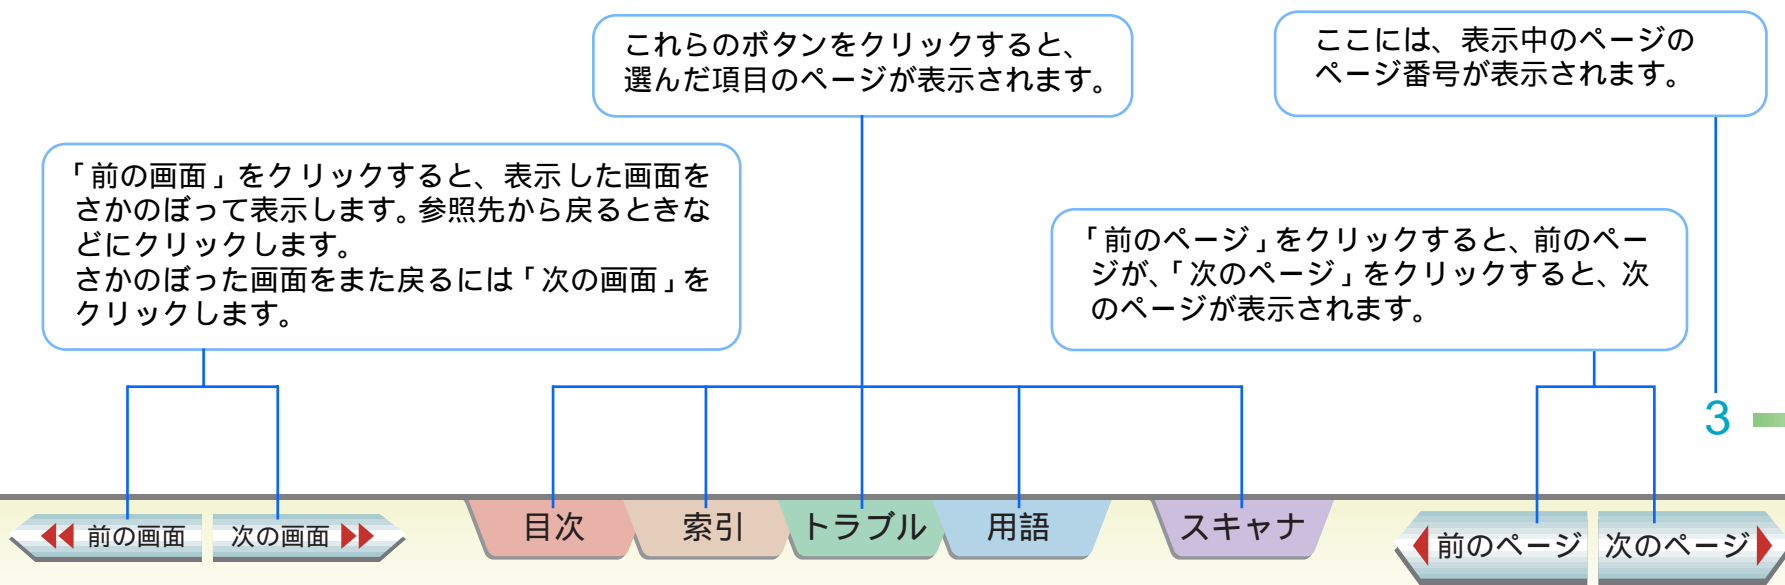 これらのボタンをクリックすると、
選んだ項目のページが表示されます。
ここには、表示中のページの
ページ番号が表示されます。
「前の画面」をクリックすると、表示した画面を
さかのぼって表示します。参照先から戻るときな
どにクリックします。
さかのぼった画面をまた戻るには「次の画面」を
クリックします。
「前のページ」をクリックすると、前のペー
ジが、「次のページ」をクリックすると、次
のページが表示されます。
3
前の画面 次の画面 目次 索引 トラブル 用語 スキャナ 前のページ 次のページ